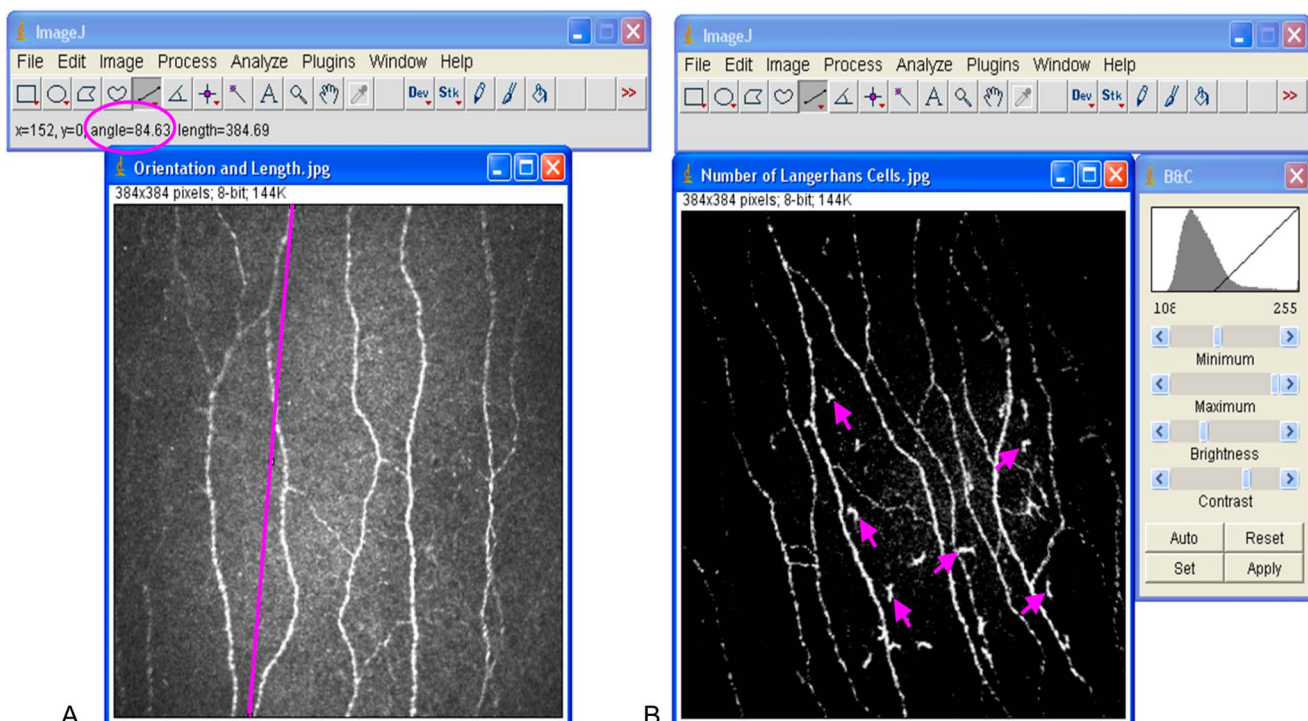 ImageJ
File Edit Image Process Analyze Plugins Window Help
Dev Stk >>
x=152, y=0, angle=84.63, length=384.69
Orientation and Length.jpg
384x384 pixels; 8-bit; 144K
A
ImageJ
File Edit Image Process Analyze Plugins Window Help
Dev Stk >>
Number of Langerhans Cells.jpg
384x384 pixels; 8-bit; 144K
B
B&C
108 255
Minimum
Maximum
Brightness
Contrast
Auto Reset
Set Apply